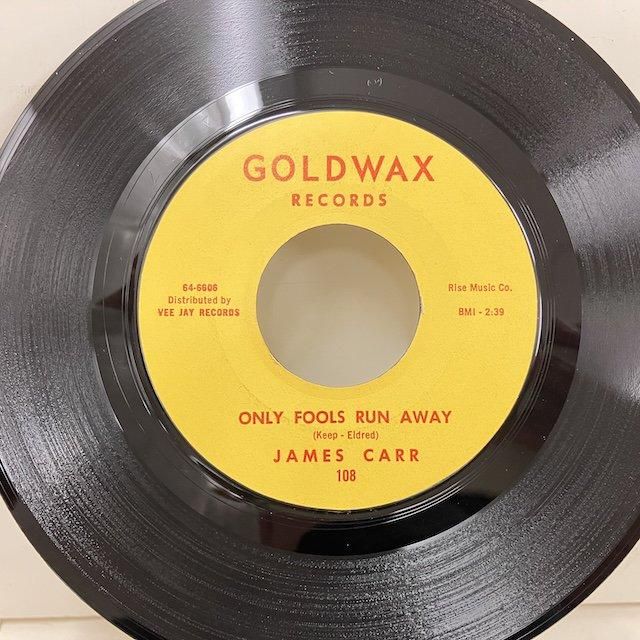 GOLDWAX
RECORDS
64-6606
Distributed by
VEE JAY RECORDS
Rise Music Co.
BMI - 2:39
ONLY FOOLS RUN AWAY
(Keep - Eldred)
JAMES CARR
108